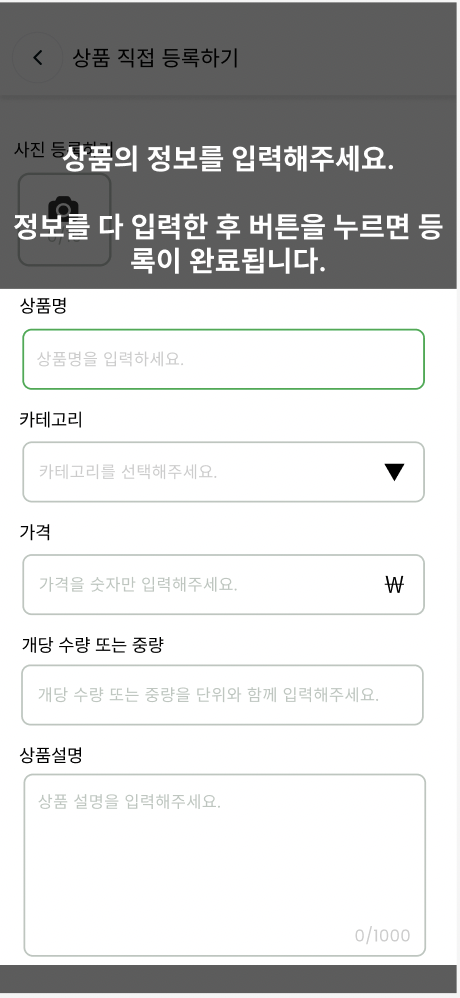 상품 직접 등록하기
사진 등록하기
상품의 정보를 입력해주세요.
정보를 다 입력한 후 버튼을 누르면 등
록이 완료됩니다.
상품명
상품명을 입력하세요.
카테고리
카테고리를 선택해주세요.
가격
가격을 숫자만 입력해주세요.
₩
개당 수량 또는 중량
개당 수량 또는 중량을 단위와 함께 입력해주세요.
상품설명
상품 설명을 입력해주세요.
0/1000